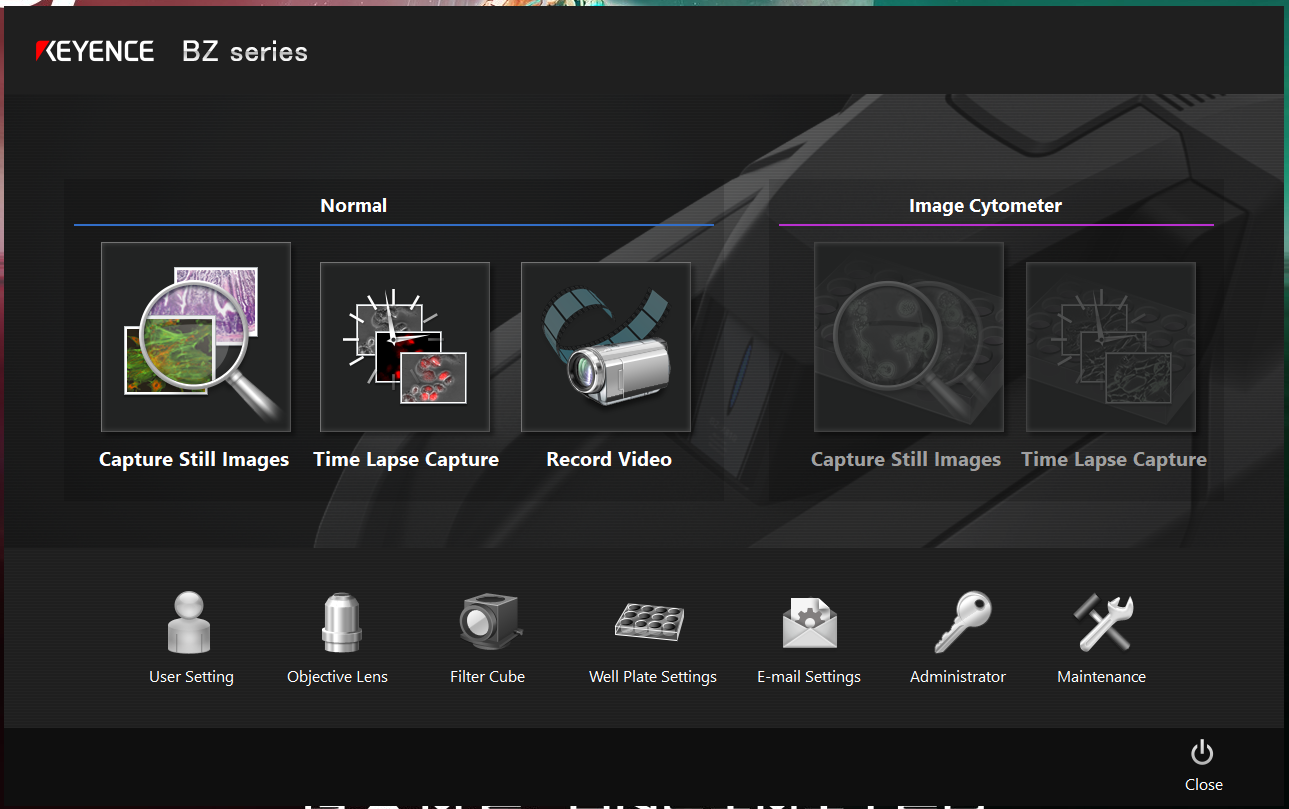 KEYENCE BZ series
Normal
Image Cytometer
Capture Still Images
Time Lapse Capture
Record Video
Capture Still Images
Time Lapse Capture
User Setting
Objective Lens
Filter Cube
Well Plate Settings
E-mail Settings
Administrator
Maintenance
Close